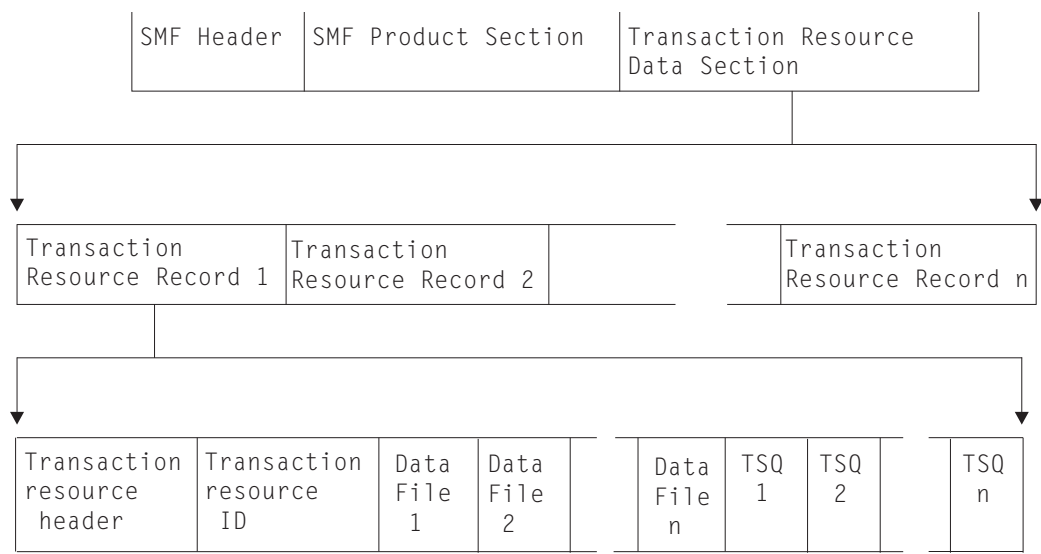 SMF Header
SMF Product Section
Transaction Resource
Data Section
Transaction
Resource Record 1
Transaction
Resource Record 2
Transaction
Resource Record n
Transaction
resource
header
Transaction
resource
ID
Data
File
1
Data
File
2
Data
File
n
TSQ
1
TSQ
2
TSQ
n